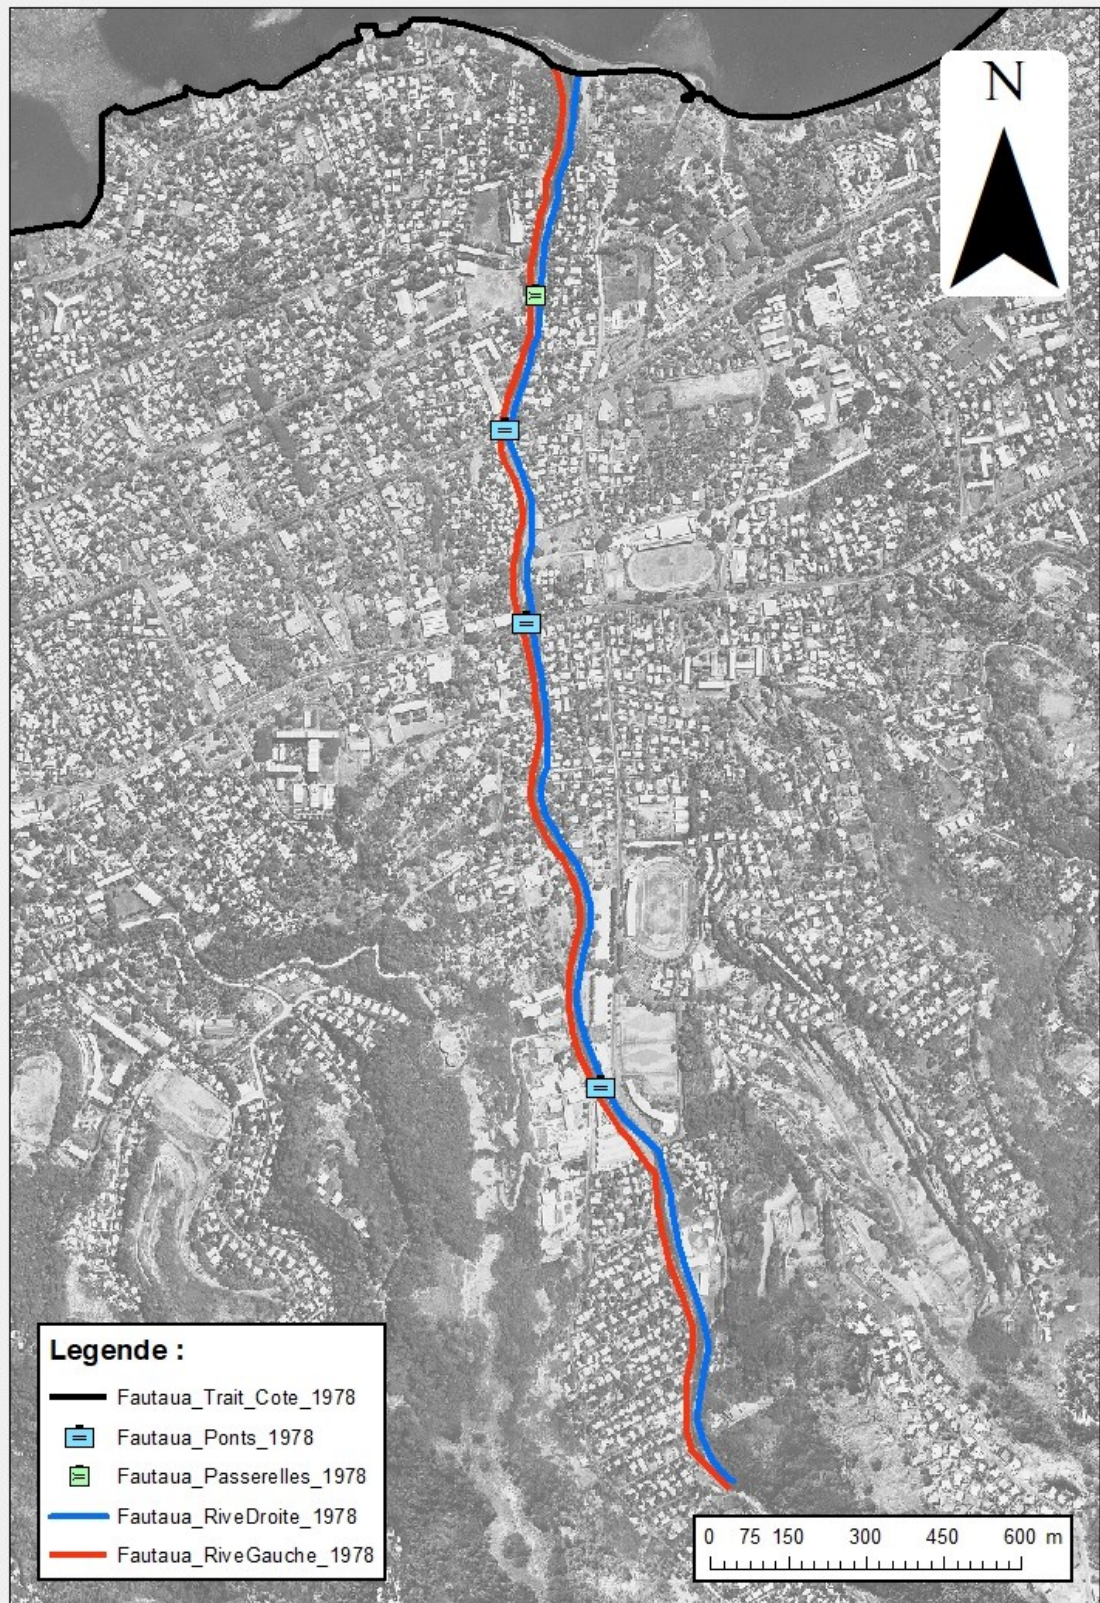 N
Legende :
Fautaua_Trait_Cote_1978
Fautaua_Ponts_1978
Fautaua_Passerelles_1978
Fautaua_RiveDroite_1978
Fautaua_RiveGauche_1978
0 75 150 300 450 600 m